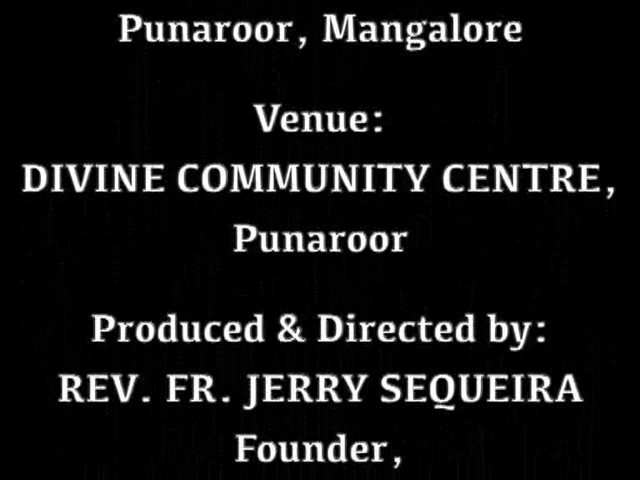 Punaroor, Mangalore
Venue:
DIVINE COMMUNITY CENTRE,
Punaroor
Produced & Directed by:
REV. FR. JERRY SEQUEIRA
Founder,